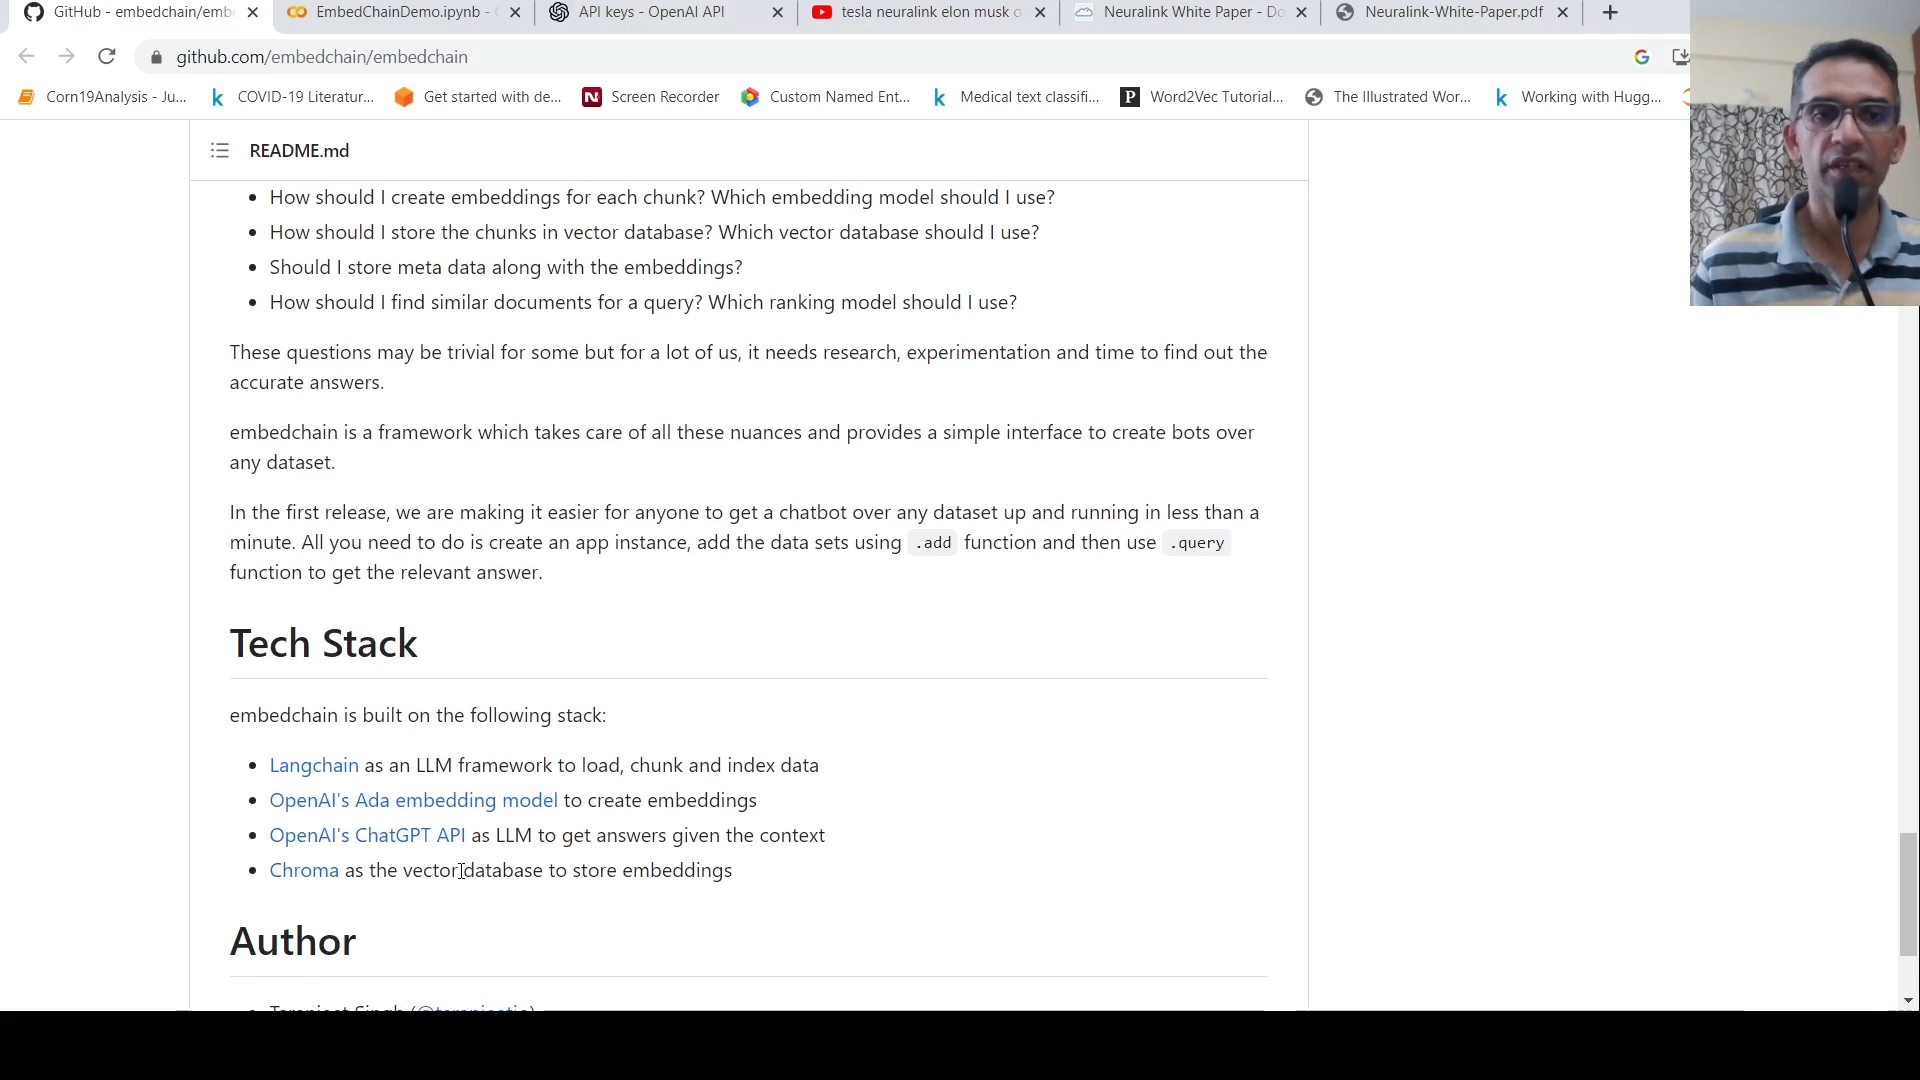 GitHub - embedchain/embe
EmbedChainDemo.ipynb -
API keys - OpenAI API
tesla neuralink elon musk o
Neuralink White Paper - Do
Neuralink-White-Paper.pdf
github.com/embedchain/embedchain
Corn19Analysis - Ju...
COVID-19 Literatur...
Get started with de...
Screen Recorder
Custom Named Ent...
Medical text classifi...
Word2Vec Tutorial...
The Illustrated Wor...
Working with Hugg...
README.md
• How should I create embeddings for each chunk? Which embedding model should I use?
• How should I store the chunks in vector database? Which vector database should I use?
• Should I store meta data along with the embeddings?
• How should I find similar documents for a query? Which ranking model should I use?
These questions may be trivial for some but for a lot of us, it needs research, experimentation and time to find out the
accurate answers.
embedchain is a framework which takes care of all these nuances and provides a simple interface to create bots over
any dataset.
In the first release, we are making it easier for anyone to get a chatbot over any dataset up and running in less than a
minute. All you need to do is create an app instance, add the data sets using .add function and then use .query
function to get the relevant answer.
Tech Stack
embedchain is built on the following stack:
• Langchain as an LLM framework to load, chunk and index data
• OpenAI's Ada embedding model to create embeddings
• OpenAI's ChatGPT API as LLM to get answers given the context
• Chroma as the vector database to store embeddings
Author